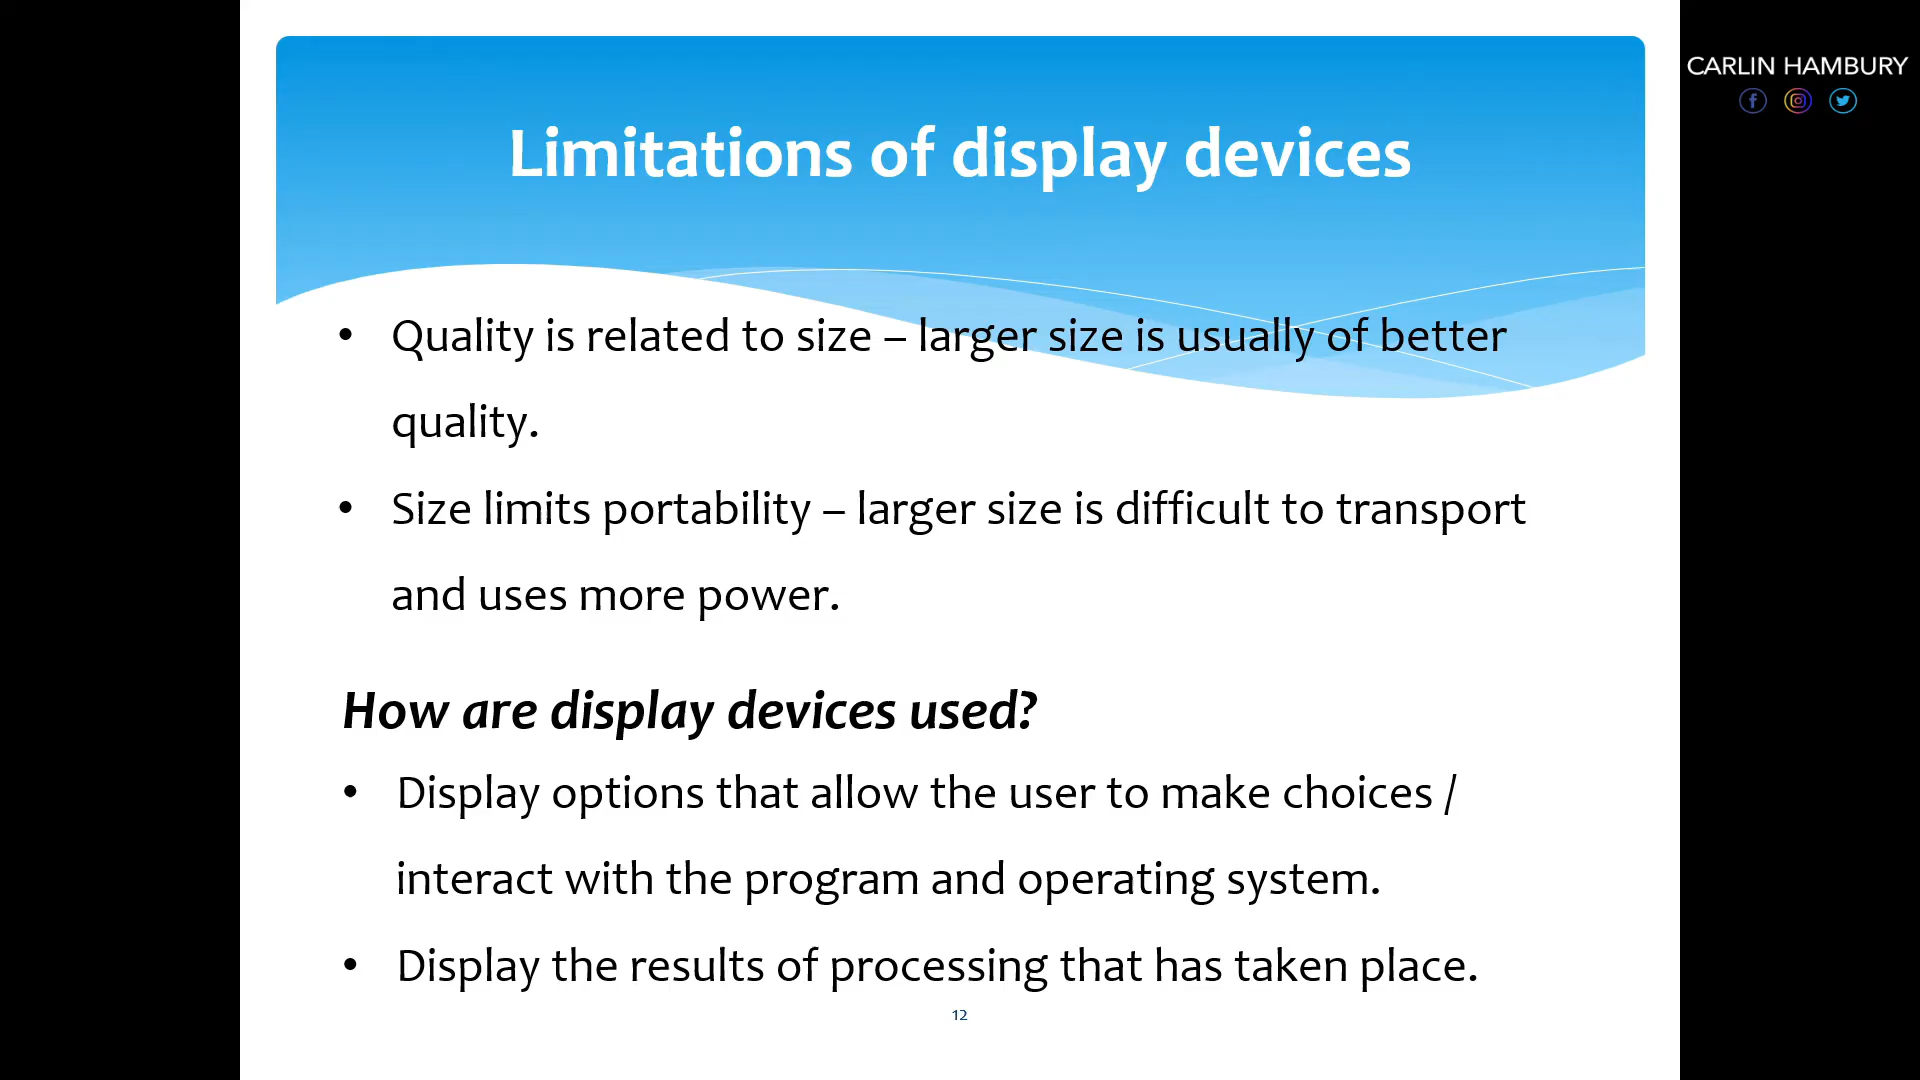 CARLIN HAMBURY
Limitations of display devices
• Quality is related to size – larger size is usually of better
quality.
• Size limits portability – larger size is difficult to transport
and uses more power.
How are display devices used?
• Display options that allow the user to make choices /
interact with the program and operating system.
• Display the results of processing that has taken place.
12